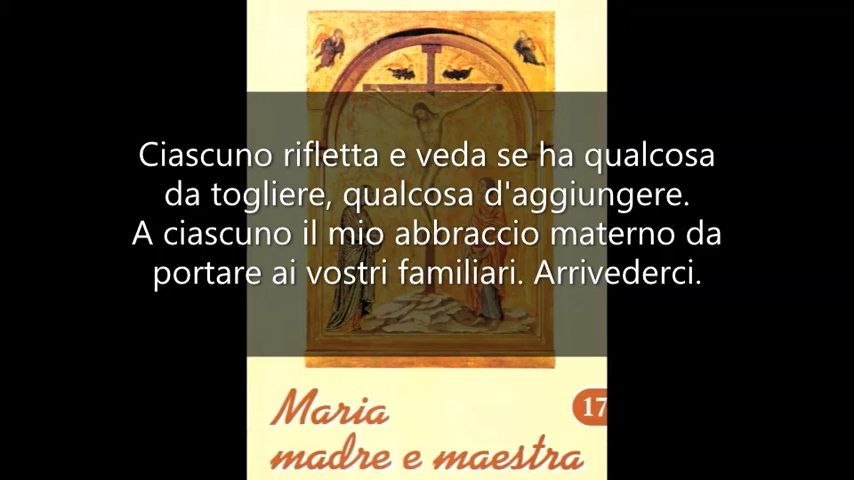 Ciascuno rifletta e veda se ha qualcosa
da togliere, qualcosa d'aggiungere.
A ciascuno il mio abbraccio materno da
portare ai vostri familiari. Arrivederci.
Maria
17
madre e maestra